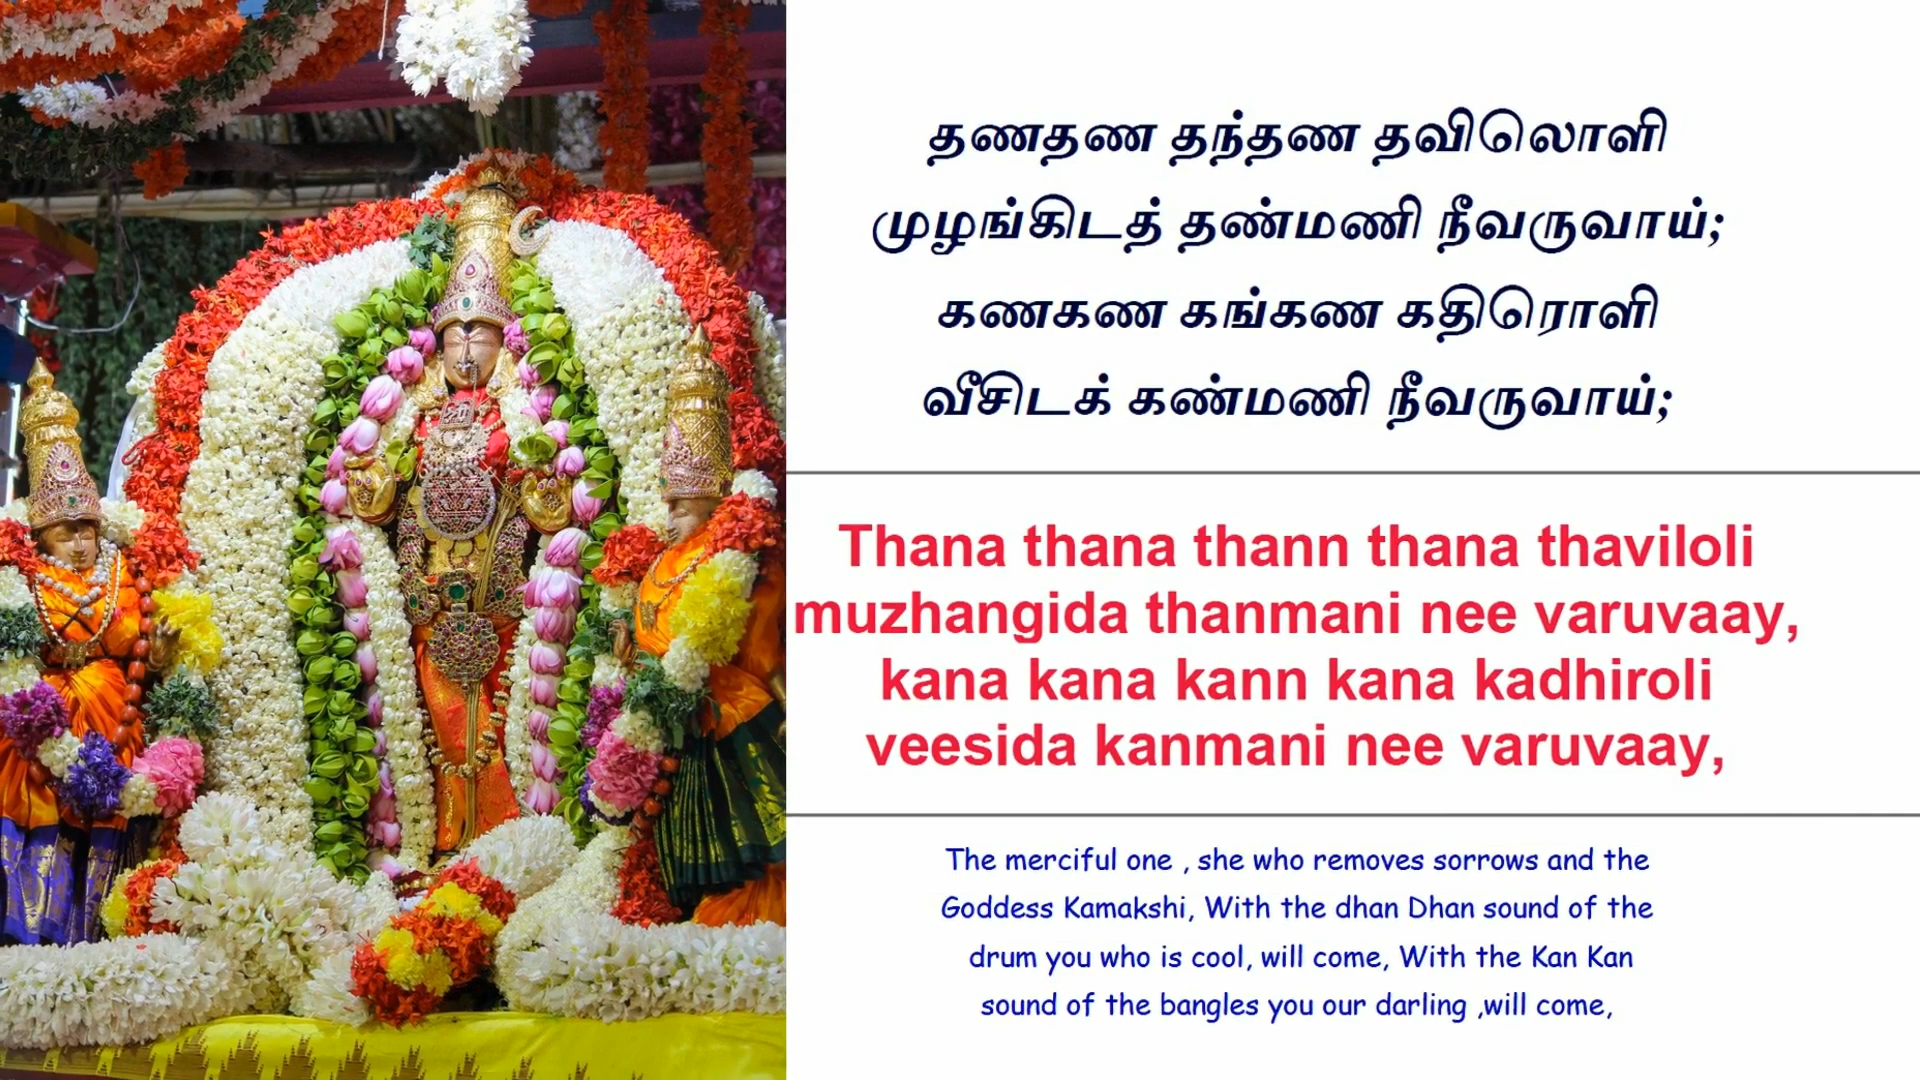 தணதண தந்தண தவிலொளி
முழங்கிடத் தண்மணி நீவருவாய்;
கணகண கங்கண கதிரொளி
வீசிடக் கண்மணி நீவருவாய்;
Thana thana thann thana thaviloli
muzhangida thanmani nee varuvaay,
kana kana kann kana kadhiroli
veesida kanmani nee varuvaay,
The merciful one , she who removes sorrows and the
Goddess Kamakshi, With the dhan Dhan sound of the
drum you who is cool, will come, With the Kan Kan
sound of the bangles you our darling ,will come,